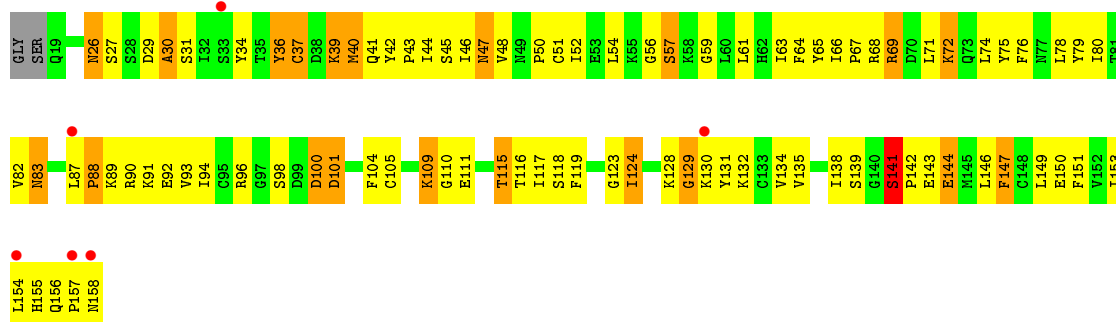 GLY SER Q19 N26 S27 S28 D29 A30 S31 I32 S33 Y34 T35 Y36 C37 D38 K39 M40 Q41 Y42 P43 I44 S45 I46 N47 V48 N49 P50 C51 I52 E53 L54 K55 G56 S57 K58 G59 L60 L61 H62 I63 F64 Y65 I66 P67 R68 R69 D70 L71 K72 Q73 L74 Y75 F76 N77 L78 Y79 I80 T81
V82 N83 L87 P88 K89 R90 K91 E92 V93 I94 C95 R96 G97 S98 D99 D100 D101 F104 C105 K109 G110 E111 T115 T116 I117 S118 F119 G123 I124 K128 G129 K130 Y131 K132 C133 V134 V135 I138 S139 G140 S141 P142 E143 E144 M145 L146 F147 C148 L149 E150 F151 V152 I153
L154 H155 Q156 P157 N158